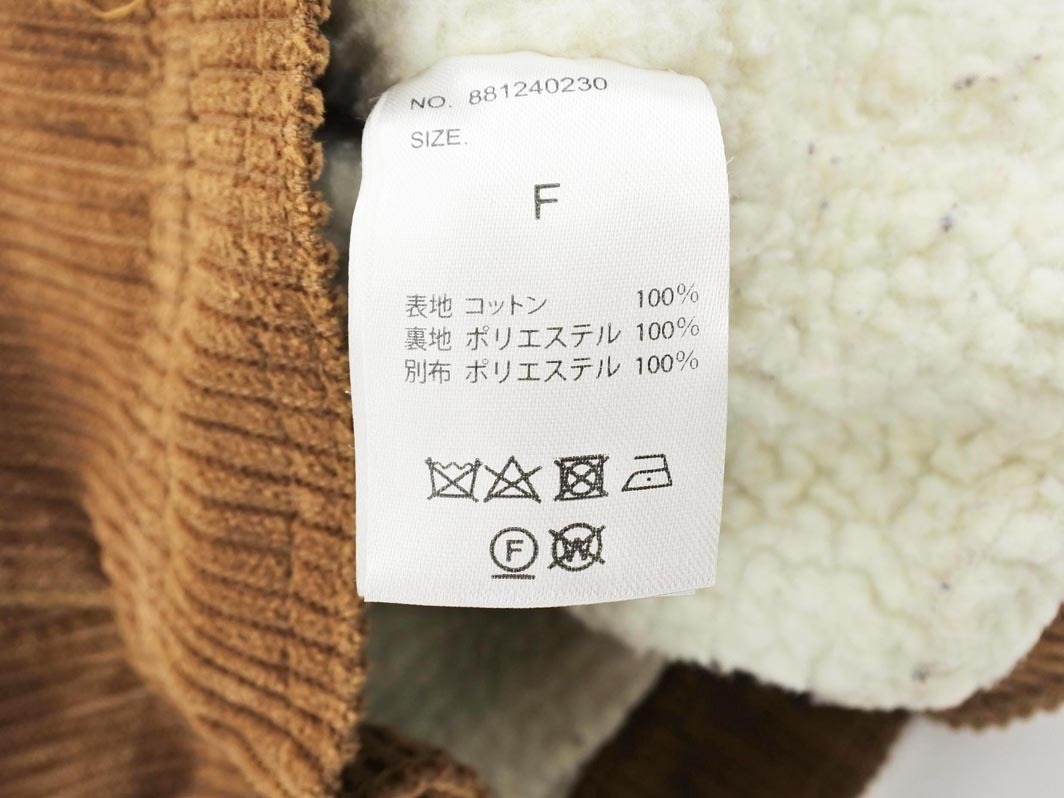 NO. 881240230
SIZE.
F
表地 コットン 100%
裏地 ポリエステル 100%
別布 ポリエステル 100%
F W